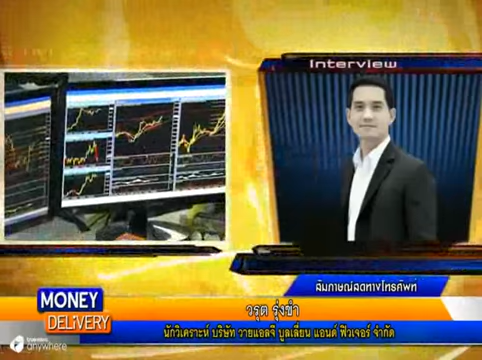 Interview
สัมภาษณ์สดทางโทรศัพท์
MONEY
DELiVERY
วรุต รุ่งขำ
นักวิเคราะห์ บริษัท วายแอลจี บูลเลี่ยน แอนด์ ฟิวเจอร์ จำกัด
anywhere